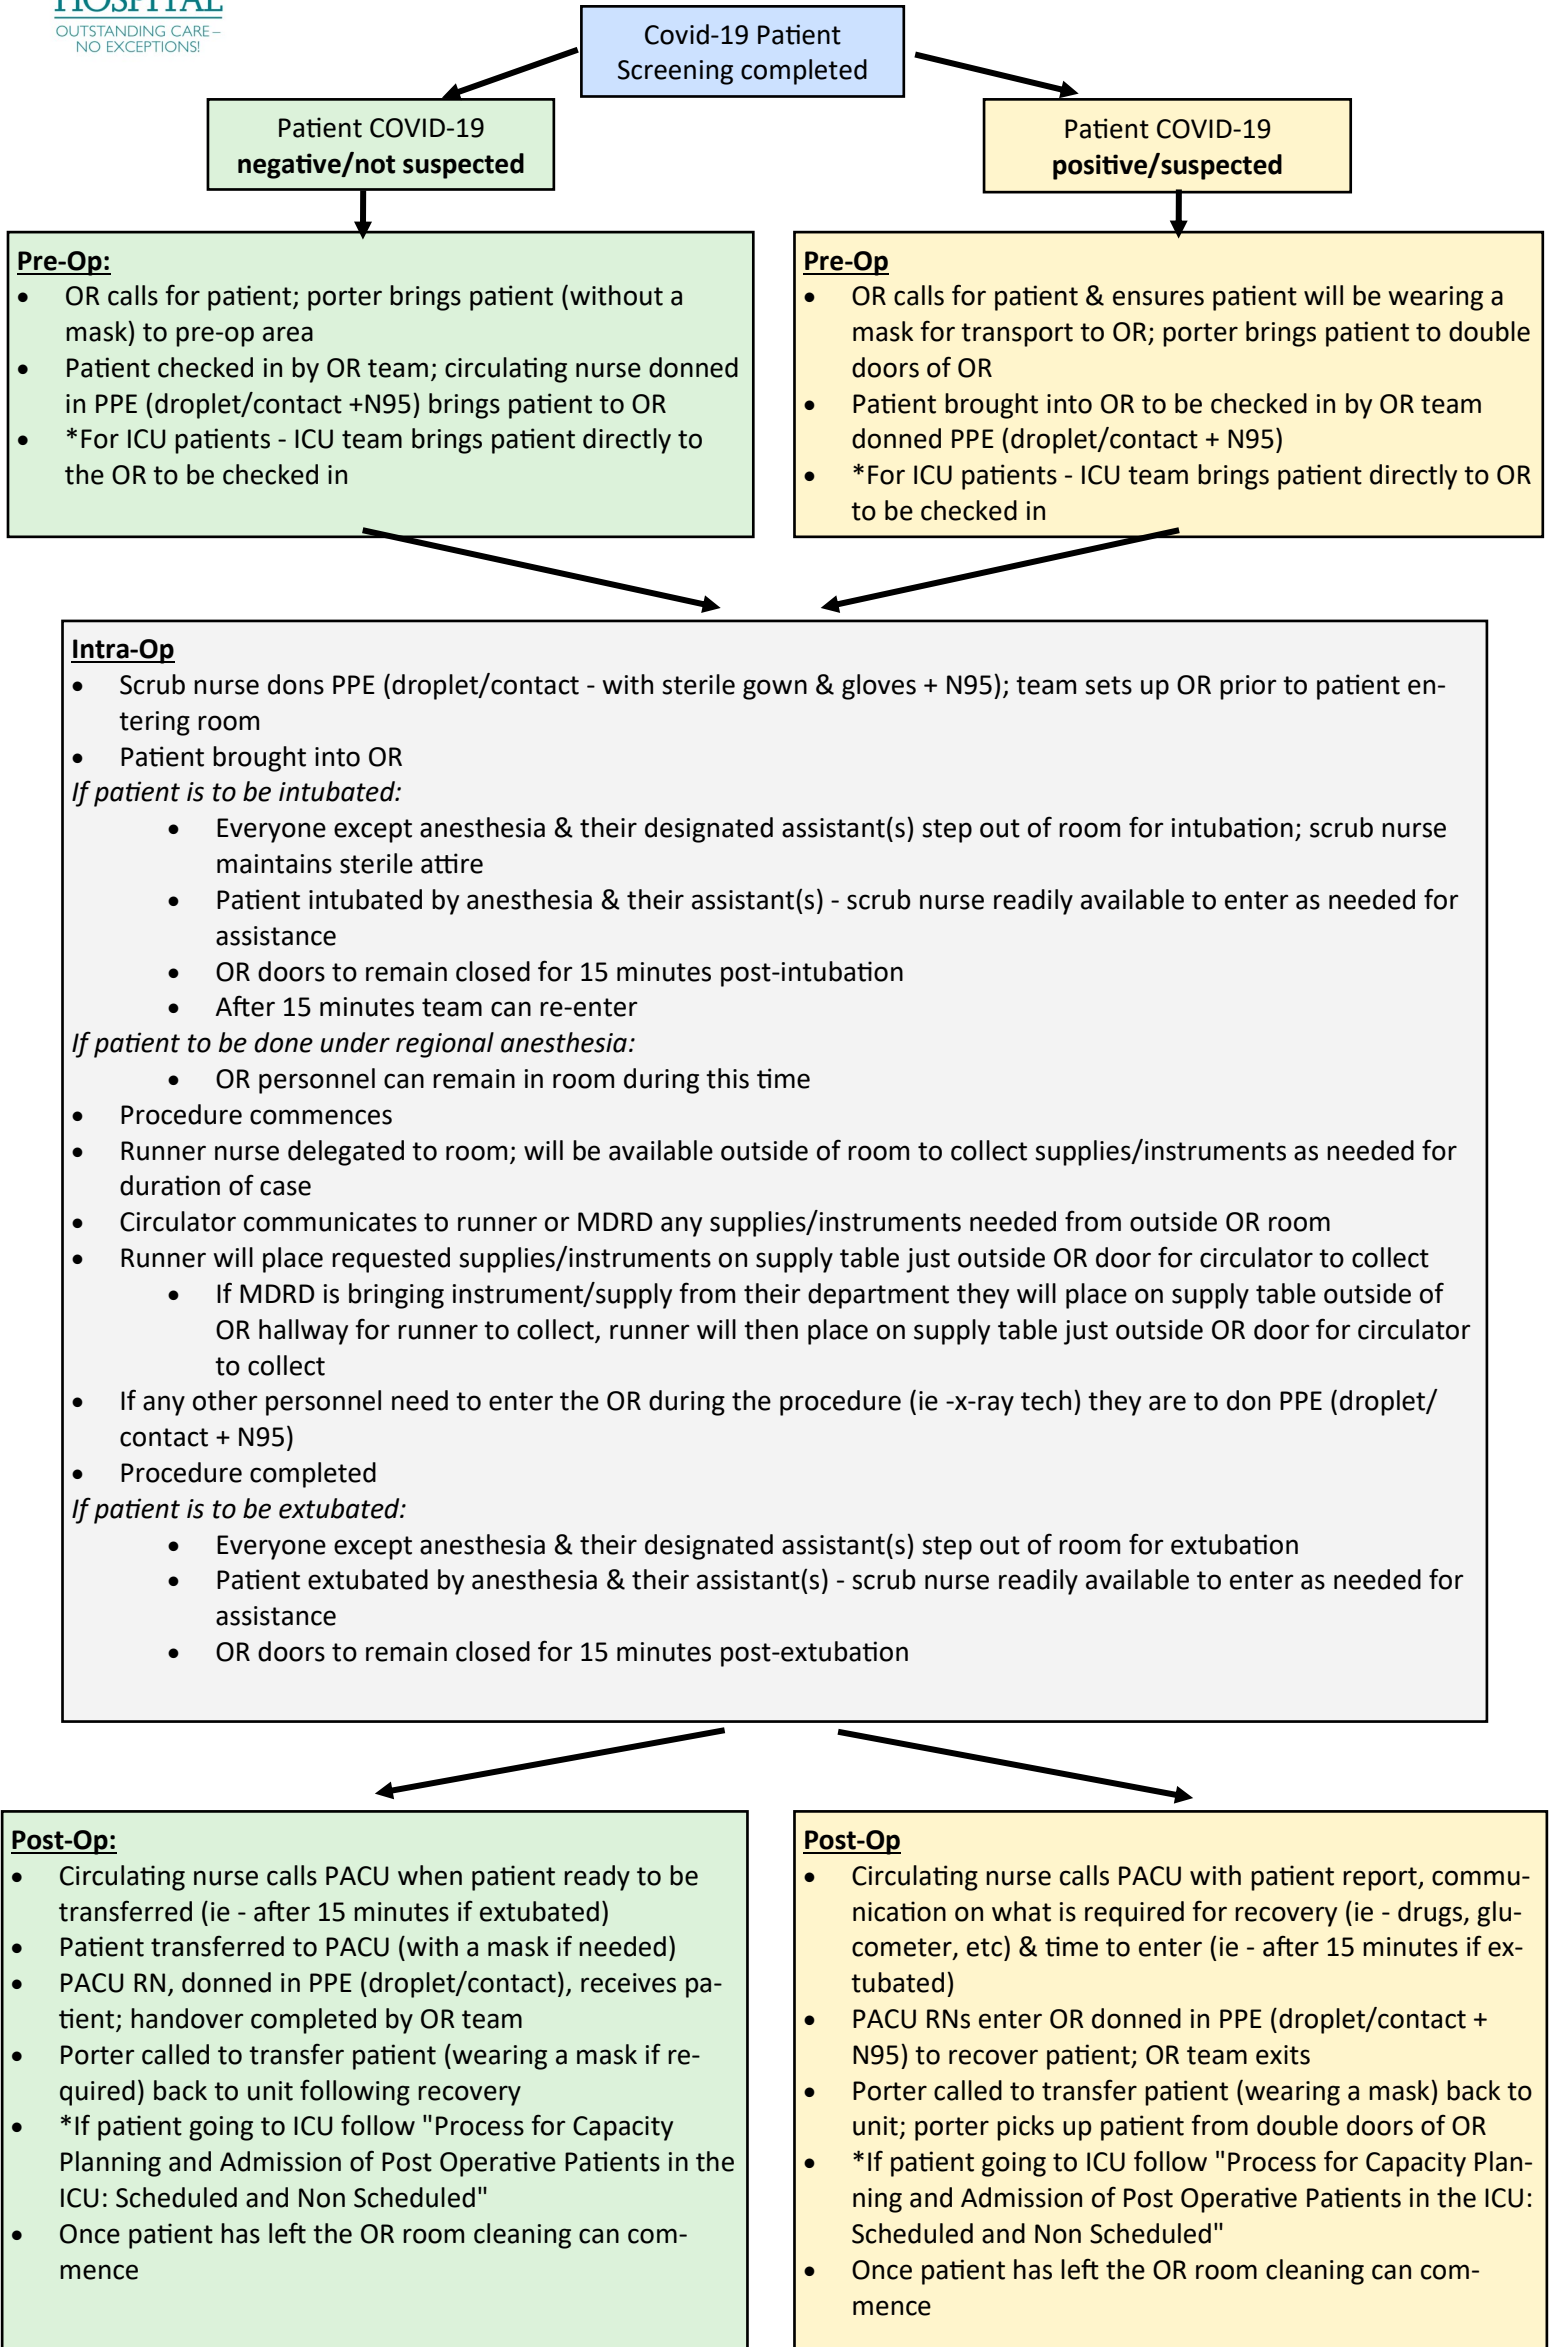 HOSPITAL
OUTSTANDING CARE –
NO EXCEPTIONS!
Covid-19 Patient
Screening completed
Patient COVID-19
negative/not suspected
Patient COVID-19
positive/suspected
Pre-Op:
• OR calls for patient; porter brings patient (without a
mask) to pre-op area
• Patient checked in by OR team; circulating nurse donned
in PPE (droplet/contact +N95) brings patient to OR
• *For ICU patients - ICU team brings patient directly to
the OR to be checked in
Pre-Op
• OR calls for patient & ensures patient will be wearing a
mask for transport to OR; porter brings patient to double
doors of OR
• Patient brought into OR to be checked in by OR team
donned PPE (droplet/contact + N95)
• *For ICU patients - ICU team brings patient directly to OR
to be checked in
Intra-Op
• Scrub nurse dons PPE (droplet/contact - with sterile gown & gloves + N95); team sets up OR prior to patient en-
tering room
• Patient brought into OR
If patient is to be intubated:
• Everyone except anesthesia & their designated assistant(s) step out of room for intubation; scrub nurse
maintains sterile attire
• Patient intubated by anesthesia & their assistant(s) - scrub nurse readily available to enter as needed for
assistance
• OR doors to remain closed for 15 minutes post-intubation
• After 15 minutes team can re-enter
If patient to be done under regional anesthesia:
• OR personnel can remain in room during this time
• Procedure commences
• Runner nurse delegated to room; will be available outside of room to collect supplies/instruments as needed for
duration of case
• Circulator communicates to runner or MDRD any supplies/instruments needed from outside OR room
• Runner will place requested supplies/instruments on supply table just outside OR door for circulator to collect
• If MDRD is bringing instrument/supply from their department they will place on supply table outside of
OR hallway for runner to collect, runner will then place on supply table just outside OR door for circulator
to collect
• If any other personnel need to enter the OR during the procedure (ie -x-ray tech) they are to don PPE (droplet/
contact + N95)
• Procedure completed
If patient is to be extubated:
• Everyone except anesthesia & their designated assistant(s) step out of room for extubation
• Patient extubated by anesthesia & their assistant(s) - scrub nurse readily available to enter as needed for
assistance
• OR doors to remain closed for 15 minutes post-extubation
Post-Op:
• Circulating nurse calls PACU when patient ready to be
transferred (ie - after 15 minutes if extubated)
• Patient transferred to PACU (with a mask if needed)
• PACU RN, donned in PPE (droplet/contact), receives pa-
tient; handover completed by OR team
• Porter called to transfer patient (wearing a mask if re-
quired) back to unit following recovery
• *If patient going to ICU follow "Process for Capacity
Planning and Admission of Post Operative Patients in the
ICU: Scheduled and Non Scheduled"
• Once patient has left the OR room cleaning can com-
mence
Post-Op
• Circulating nurse calls PACU with patient report, commu-
nication on what is required for recovery (ie - drugs, glu-
cometer, etc) & time to enter (ie - after 15 minutes if ex-
tubated)
• PACU RNs enter OR donned in PPE (droplet/contact +
N95) to recover patient; OR team exits
• Porter called to transfer patient (wearing a mask) back to
unit; porter picks up patient from double doors of OR
• *If patient going to ICU follow "Process for Capacity Plan-
ning and Admission of Post Operative Patients in the ICU:
Scheduled and Non Scheduled"
• Once patient has left the OR room cleaning can com-
mence